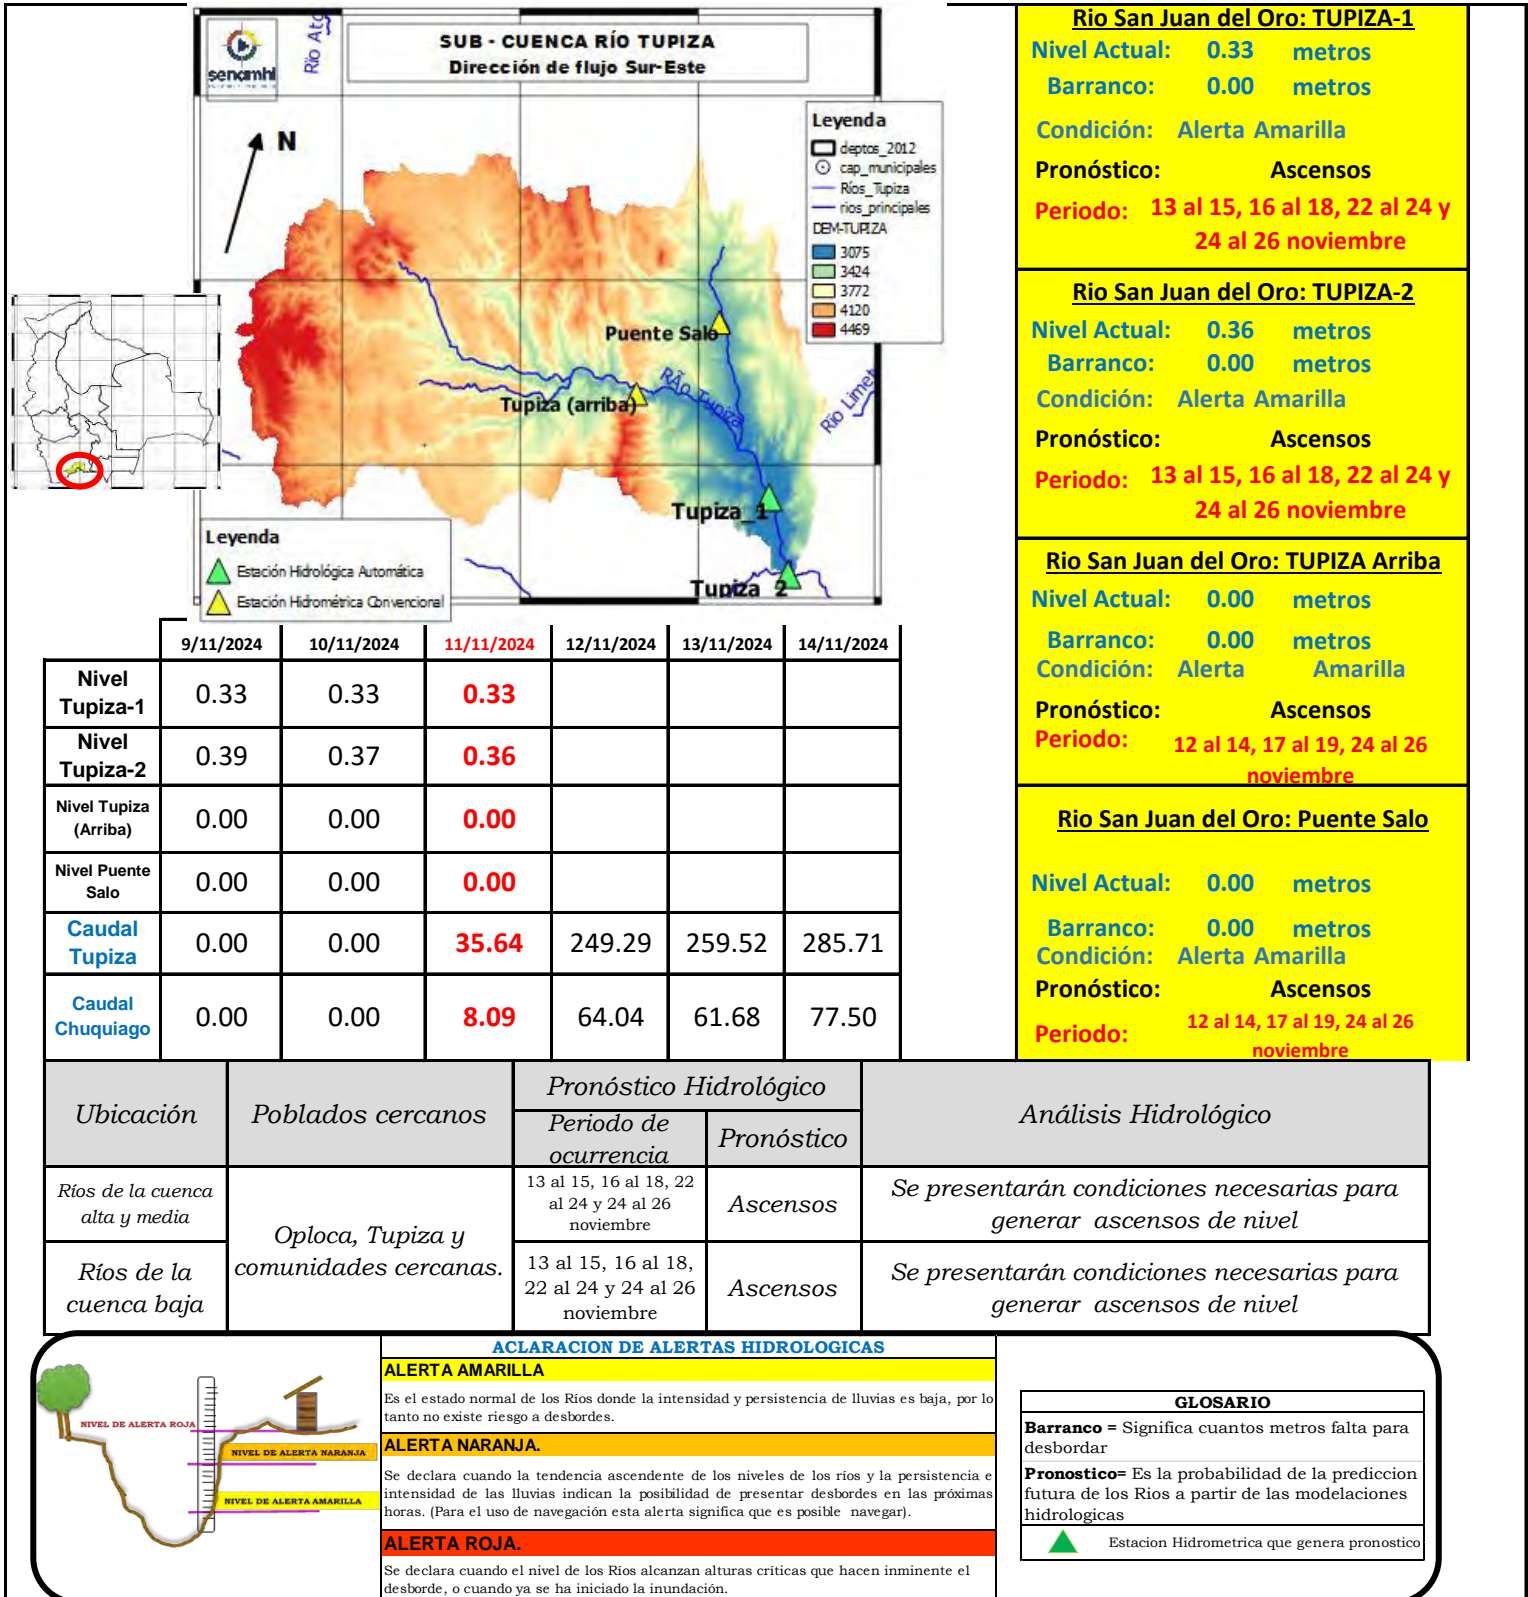 senamhi
SUB - CUENCA RÍO TUPIZA
Dirección de flujo Sur-Este
N
Leyenda
deptos_2012
cap_municipales
Ríos_Tupiza
rios_principales
DEM-TUPIZA
3075
3424
3772
4120
4469
Puente Salo
Tupiza (arriba)
RÃo Tupiza
Tupiza_1
Tupiza_2
Leyenda
Estación Hidrológica Automática
Estación Hidrométrica Convencional
Rio San Juan del Oro: TUPIZA-1
Nivel Actual: 0.33 metros
Barranco: 0.00 metros
Condición: Alerta Amarilla
Pronóstico: Ascensos
Periodo: 13 al 15, 16 al 18, 22 al 24 y
24 al 26 noviembre
Rio San Juan del Oro: TUPIZA-2
Nivel Actual: 0.36 metros
Barranco: 0.00 metros
Condición: Alerta Amarilla
Pronóstico: Ascensos
Periodo: 13 al 15, 16 al 18, 22 al 24 y
24 al 26 noviembre
Rio San Juan del Oro: TUPIZA Arriba
Nivel Actual: 0.00 metros
Barranco: 0.00 metros
Condición: Alerta Amarilla
Pronóstico: Ascensos
Periodo: 12 al 14, 17 al 19, 24 al 26
noviembre
Rio San Juan del Oro: Puente Salo
Nivel Actual: 0.00 metros
Barranco: 0.00 metros
Condición: Alerta Amarilla
Pronóstico: Ascensos
Periodo: 12 al 14, 17 al 19, 24 al 26
noviembre
9/11/2024 10/11/2024 11/11/2024 12/11/2024 13/11/2024 14/11/2024
Nivel Tupiza-1 0.33 0.33 0.33
Nivel Tupiza-2 0.39 0.37 0.36
Nivel Tupiza (Arriba) 0.00 0.00 0.00
Nivel Puente Salo 0.00 0.00 0.00
Caudal Tupiza 0.00 0.00 35.64 249.29 259.52 285.71
Caudal Chuquiago 0.00 0.00 8.09 64.04 61.68 77.50
Ubicación
Poblados cercanos
Pronóstico Hidrológico
Periodo de
ocurrencia
Pronóstico
Análisis Hidrológico
Ríos de la cuenca
alta y media
Oploca, Tupiza y
comunidades cercanas.
13 al 15, 16 al 18, 22
al 24 y 24 al 26
noviembre
Ascensos
Se presentarán condiciones necesarias para
generar ascensos de nivel
Ríos de la
cuenca baja
13 al 15, 16 al 18,
22 al 24 y 24 al 26
noviembre
Ascensos
Se presentarán condiciones necesarias para
generar ascensos de nivel
NIVEL DE ALERTA ROJA
NIVEL DE ALERTA NARANJA
NIVEL DE ALERTA AMARILLA
ACLARACION DE ALERTAS HIDROLOGICAS
ALERTA AMARILLA
Es el estado normal de los Ríos donde la intensidad y persistencia de lluvias es baja, por lo
tanto no existe riesgo a desbordes.
ALERTA NARANJA.
Se declara cuando la tendencia ascendente de los niveles de los ríos y la persistencia e
intensidad de las lluvias indican la posibilidad de presentar desbordes en las próximas
horas. (Para el uso de navegación esta alerta significa que es posible navegar).
ALERTA ROJA.
Se declara cuando el nivel de los Ríos alcanzan alturas críticas que hacen inminente el
desborde, o cuando ya se ha iniciado la inundación.
GLOSARIO
Barranco = Significa cuantos metros falta para
desbordar
Pronostico= Es la probabilidad de la prediccion
futura de los Rios a partir de las modelaciones
hidrologicas
Estacion Hidrometrica que genera pronostico